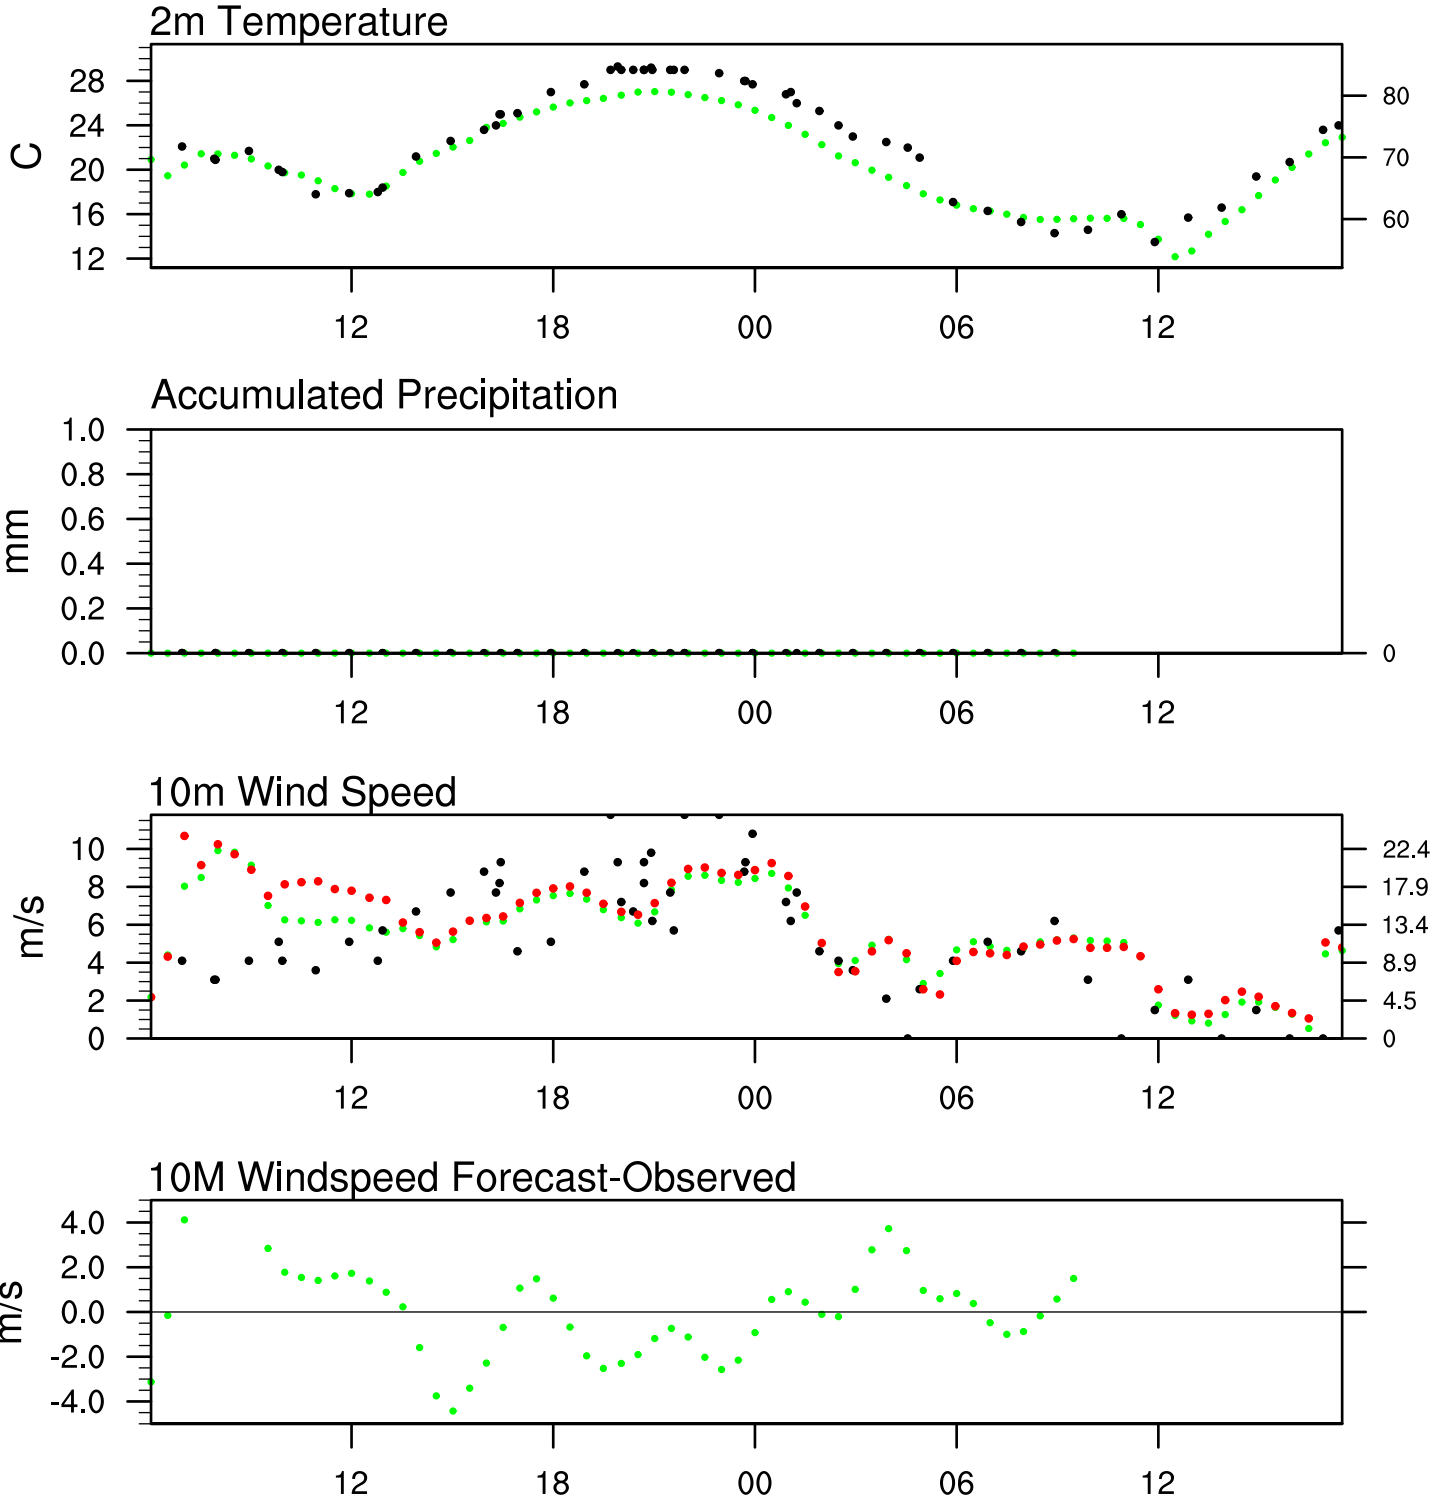 2m Temperature
28
24
20
16
12
C
80
70
60
12 18 00 06 12
Accumulated Precipitation
1.0
0.8
0.6
0.4
0.2
0.0
mm
0
12 18 00 06 12
10m Wind Speed
10
8
6
4
2
0
m/s
22.4
17.9
13.4
8.9
4.5
0
12 18 00 06 12
10M Windspeed Forecast-Observed
4.0
2.0
0.0
-2.0
-4.0
m/s
12 18 00 06 12